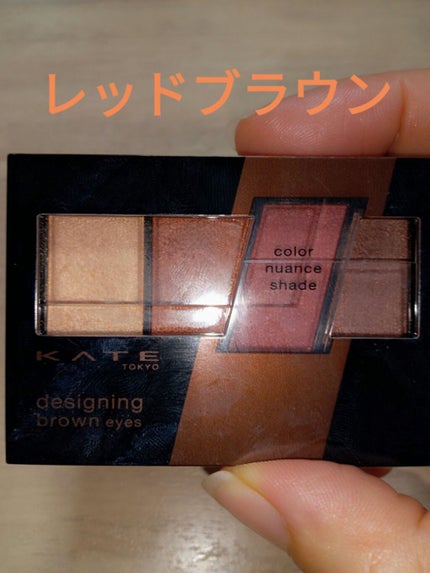 レッドブラウン
color
nuance
shade
KATE
TOKYO
designing
brown eyes